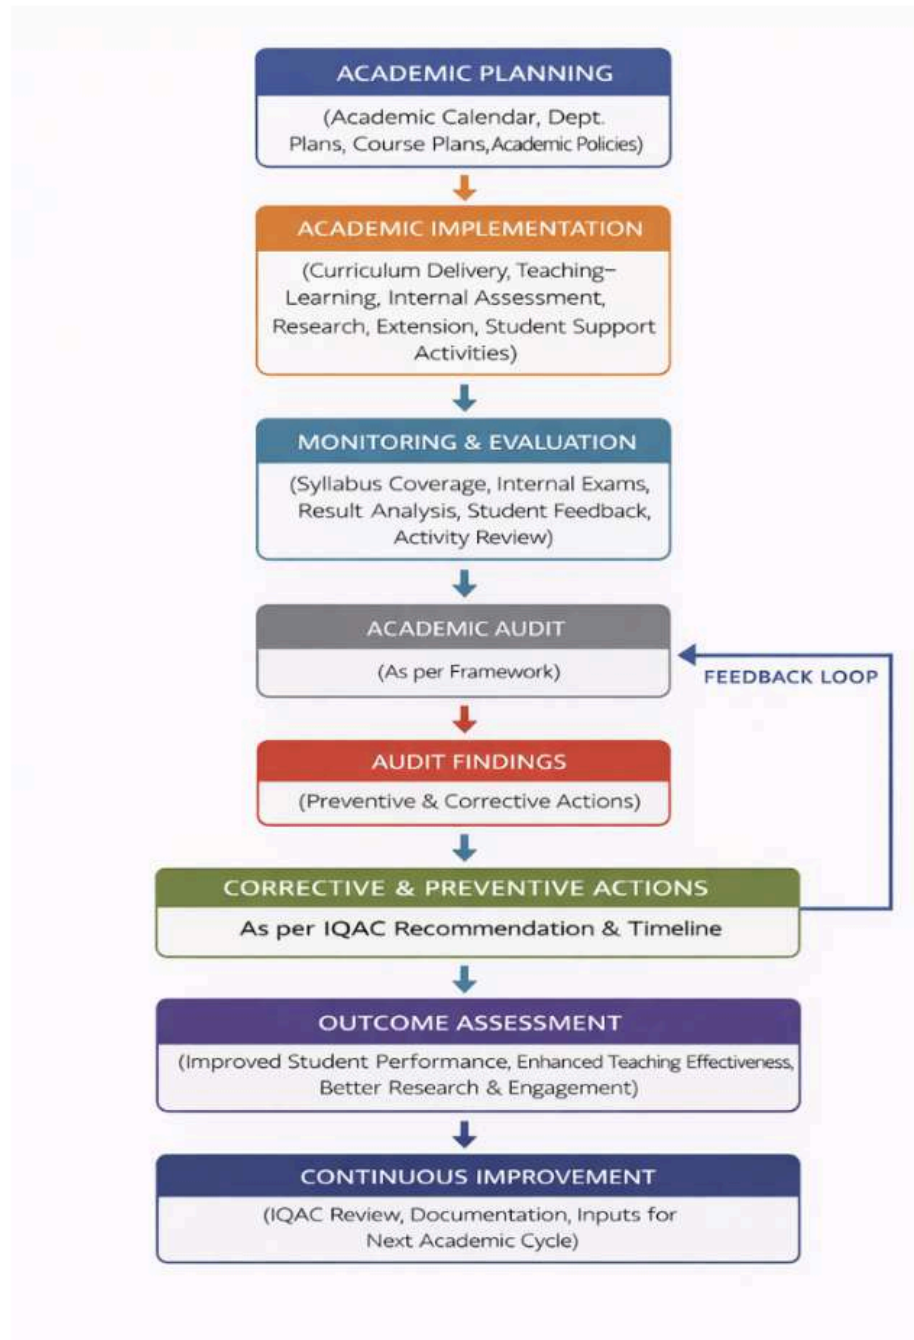 ACADEMIC PLANNING
(Academic Calendar, Dept.
Plans, Course Plans, Academic Policies)
ACADEMIC IMPLEMENTATION
(Curriculum Delivery, Teaching–
Learning, Internal Assessment,
Research, Extension, Student Support
Activities)
MONITORING & EVALUATION
(Syllabus Coverage, Internal Exams,
Result Analysis, Student Feedback,
Activity Review)
ACADEMIC AUDIT
(As per Framework)
FEEDBACK LOOP
AUDIT FINDINGS
(Preventive & Corrective Actions)
CORRECTIVE & PREVENTIVE ACTIONS
As per IQAC Recommendation & Timeline
OUTCOME ASSESSMENT
(Improved Student Performance, Enhanced Teaching Effectiveness,
Better Research & Engagement)
CONTINUOUS IMPROVEMENT
(IQAC Review, Documentation, Inputs for
Next Academic Cycle)